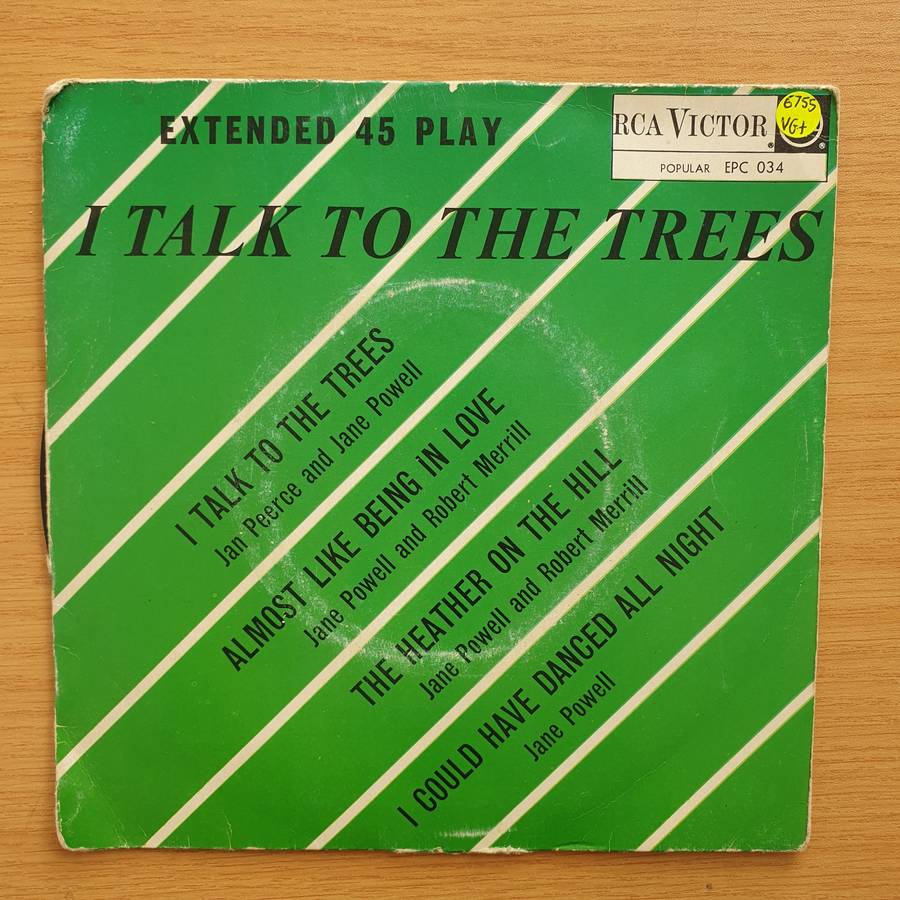 EXTENDED 45 PLAY
RCA VICTOR
6755
VG+
POPULAR EPC 034
I TALK TO THE TREES
I TALK TO THE TREES
Jan Peerce and Jane Powell
ALMOST LIKE BEING iN LOVE
Jane Powell and Robert Merrill
THE HEATHER ON THE HILL
Jane Powell and Robert Merrill
I COULD HAVE DANCED ALL NIGHT
Jane Powell